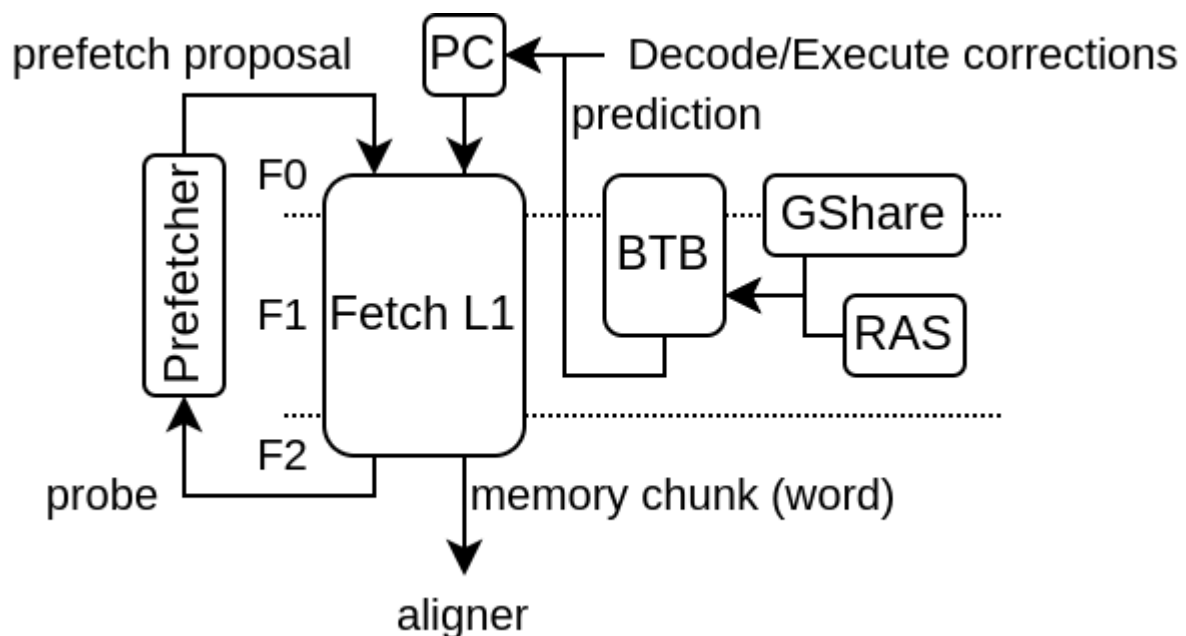 prefetch proposal
PC
Decode/Execute corrections
prediction
Prefetcher
F0
GShare
BTB
F1
Fetch L1
RAS
F2
probe
memory chunk (word)
aligner